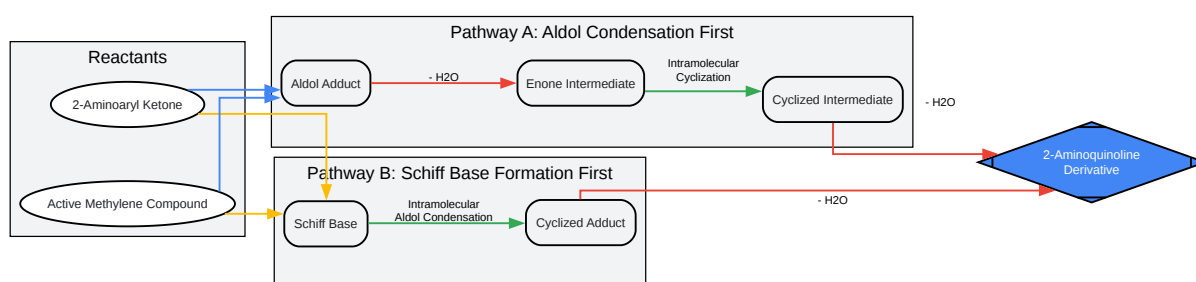 Reactants
2-Aminoaryl Ketone
Active Methylene Compound
Pathway A: Aldol Condensation First
Aldol Adduct
- H2O
Enone Intermediate
Intramolecular
Cyclization
Cyclized Intermediate
- H2O
Pathway B: Schiff Base Formation First
Schiff Base
Intramolecular
Aldol Condensation
Cyclized Adduct
- H2O
2-Aminoquinoline
Derivative